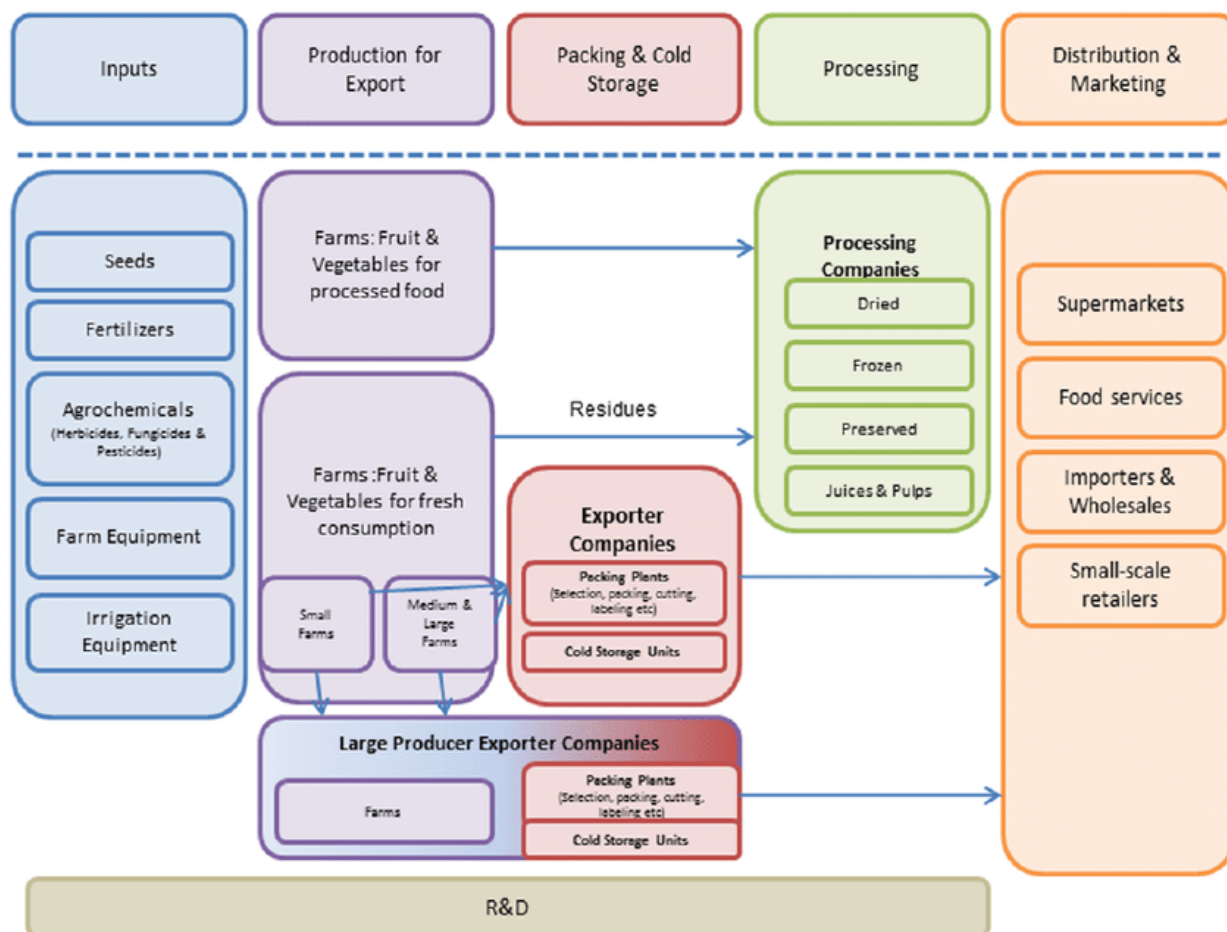 Inputs
Production for
Export
Packing & Cold
Storage
Processing
Distribution &
Marketing
Seeds
Fertilizers
Agrochemicals
(Herbicides, Fungicides &
Pesticides)
Farm Equipment
Irrigation
Equipment
Farms: Fruit &
Vegetables for
processed food
Farms :Fruit &
Vegetables for fresh
consumption
Small
Farms
Medium &
Large
Farms
Residues
Exporter
Companies
Packing Plants
(Selection, packing, cutting,
labeling etc)
Cold Storage Units
Processing
Companies
Dried
Frozen
Preserved
Juices & Pulps
Supermarkets
Food services
Importers &
Wholesales
Small-scale
retailers
Large Producer Exporter Companies
Farms
Packing Plants
(Selection, packing, cutting,
labeling etc)
Cold Storage Units
R&D